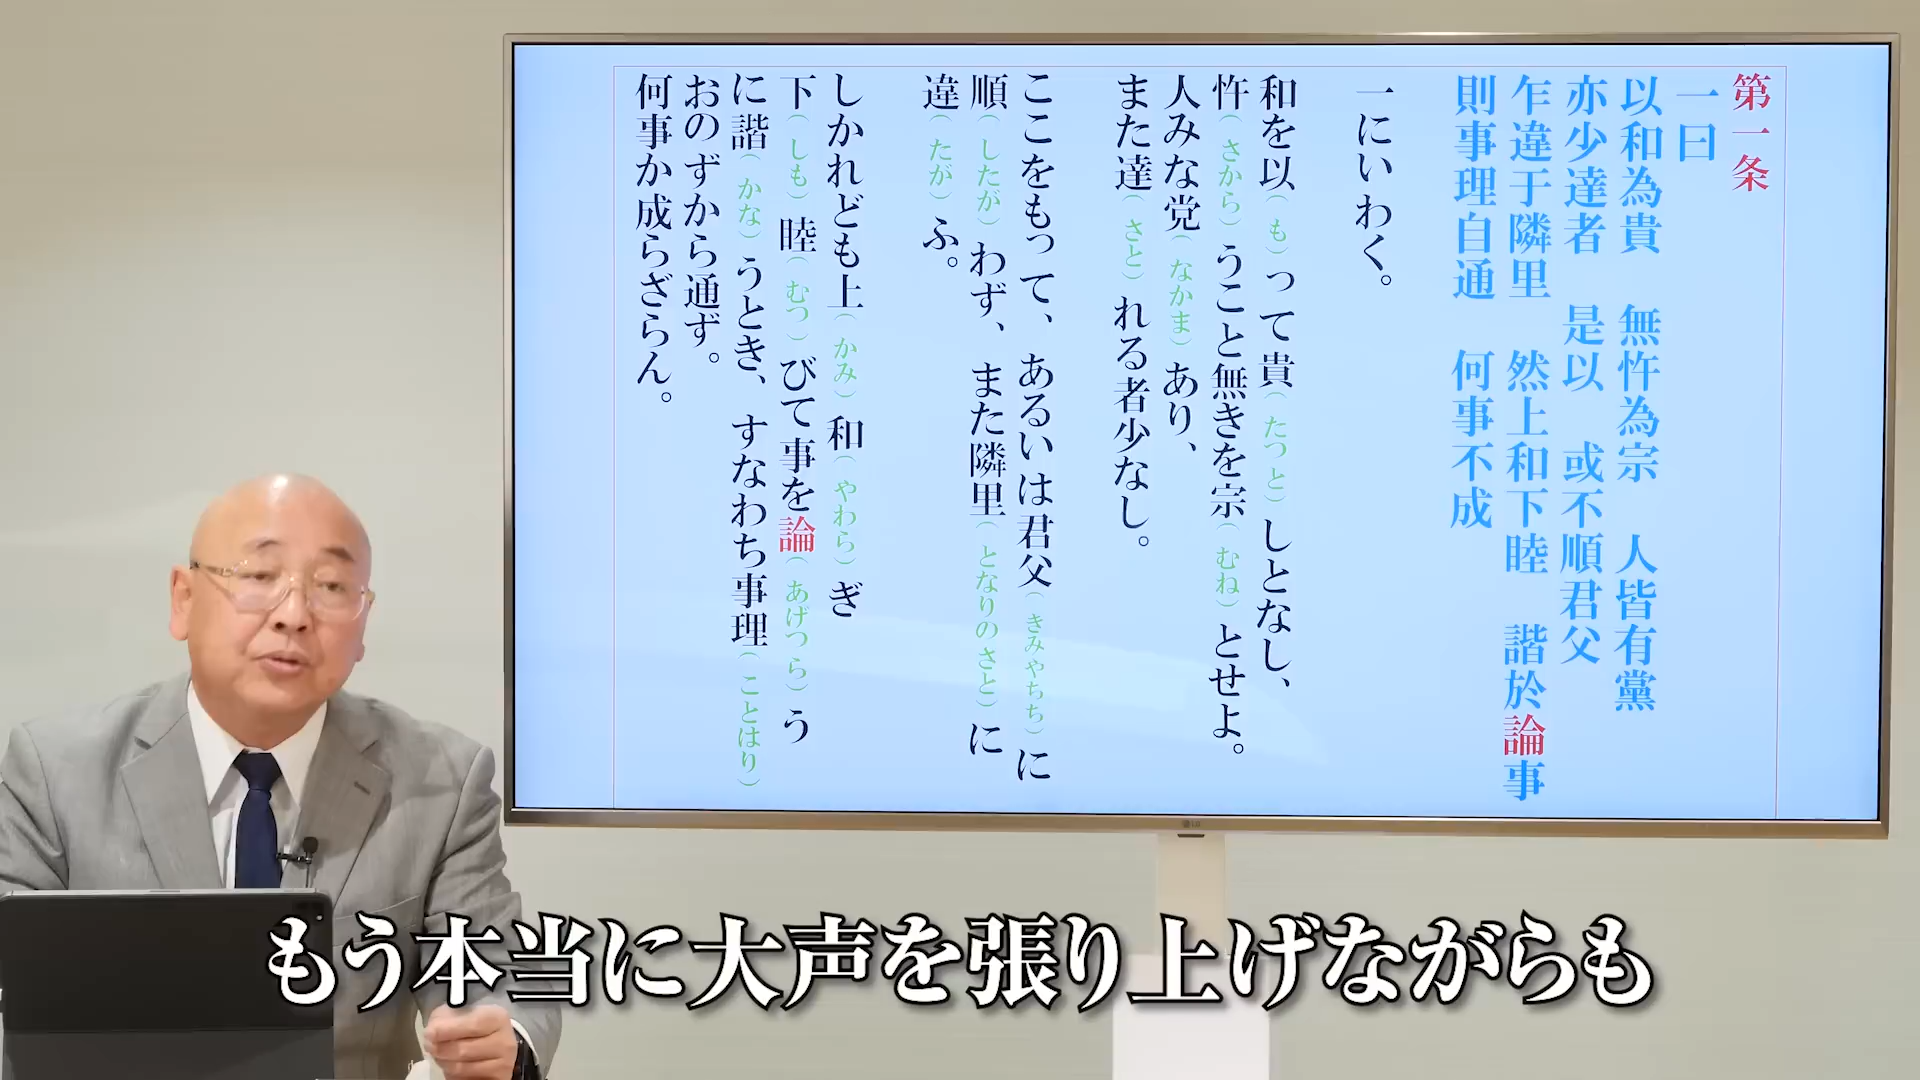 第一条
一曰
以和為貴　無忤為宗　人皆有黨
亦少達者　是以　或不順君父
乍違于隣里　然上和下睦　諧於論事
則事理自通　何事不成
一にいわく。
和を以（も）って貴（たっと）しとなし、
忤（さから）うこと無きを宗（むね）とせよ。
人みな党（なかま）あり、
また達（さと）れる者少なし。
ここをもって、あるいは君父（きみやちち）に
順（したが）わず、また隣里（となりのさと）に
違（たが）ふ。
しかれども上（かみ）和（やわら）ぎ
下（しも）睦（むつ）びて事を論（あげつら）う
に諧（かな）うとき、すなわち事理（ことはり）
おのずから通ず。
何事か成らざらん。
LG
もう本当に大声を張り上げながらも